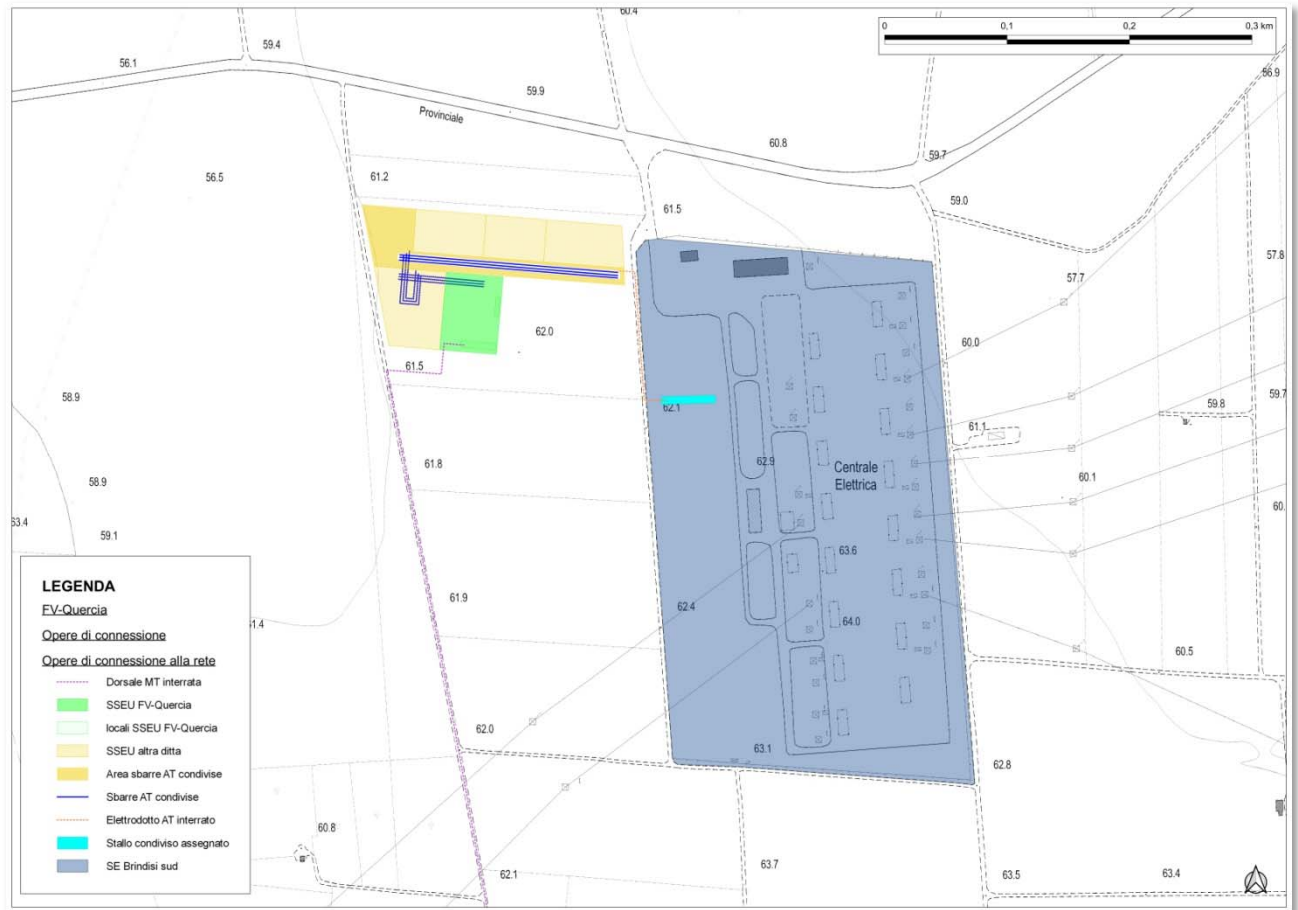 60.4
0 0,1 0,2 0,3 km
59.4
56.1
59.9
56.9
Provinciale
60.8
59.7
56.5
61.2
59.0
61.5
57.8
57.7
62.0
60.0
61.5
58.9
62.1
59.7
59.8
61.1
61.8
62.9
Centrale
Elettrica
60.1
58.9
60.
63.4
59.1
63.6
61.9
62.4
64.0
61.4
60.5
62.0
63.1
62.8
60.8
63.7
62.1
63.5
63.4
LEGENDA
FV-Quercia
Opere di connessione
Opere di connessione alla rete
Dorsale MT interrata
SSEU FV-Quercia
locali SSEU FV-Quercia
SSEU altra ditta
Area sbarre AT condivise
Sbarre AT condivise
Elettrodotto AT interrato
Stallo condiviso assegnato
SE Brindisi sud